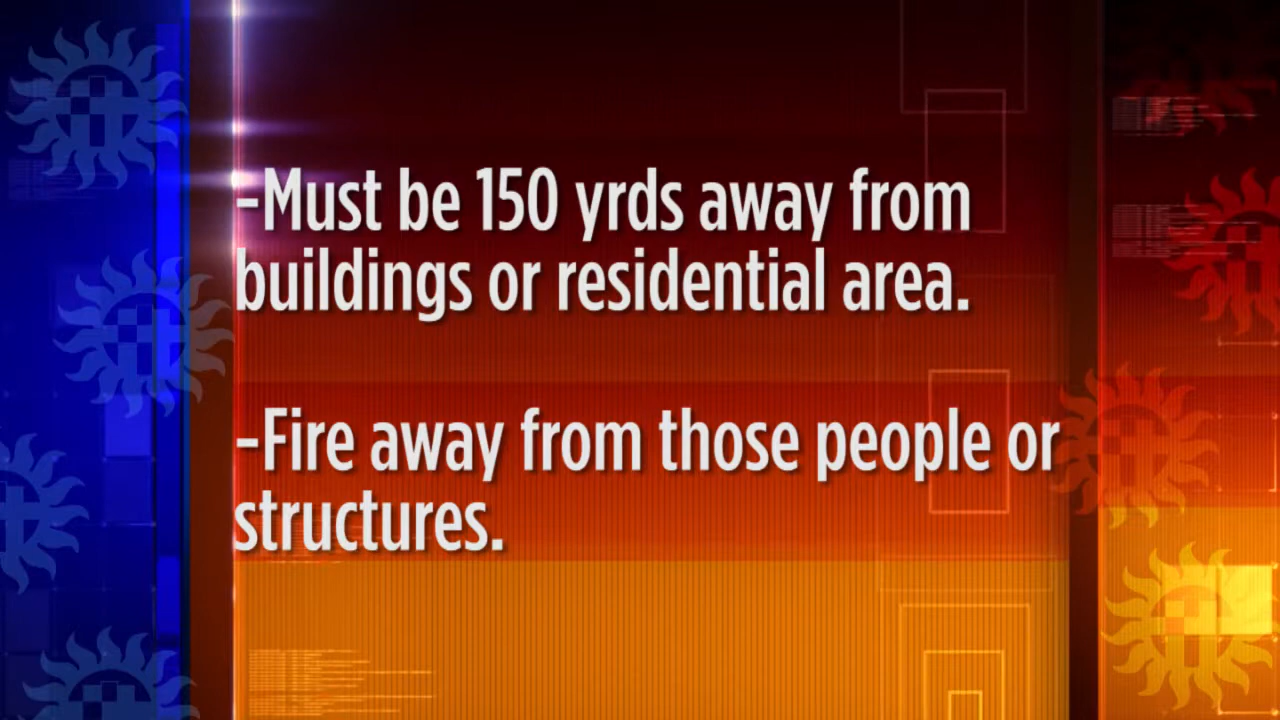 -Must be 150 yrds away from
buildings or residential area.
-Fire away from those people or
structures.